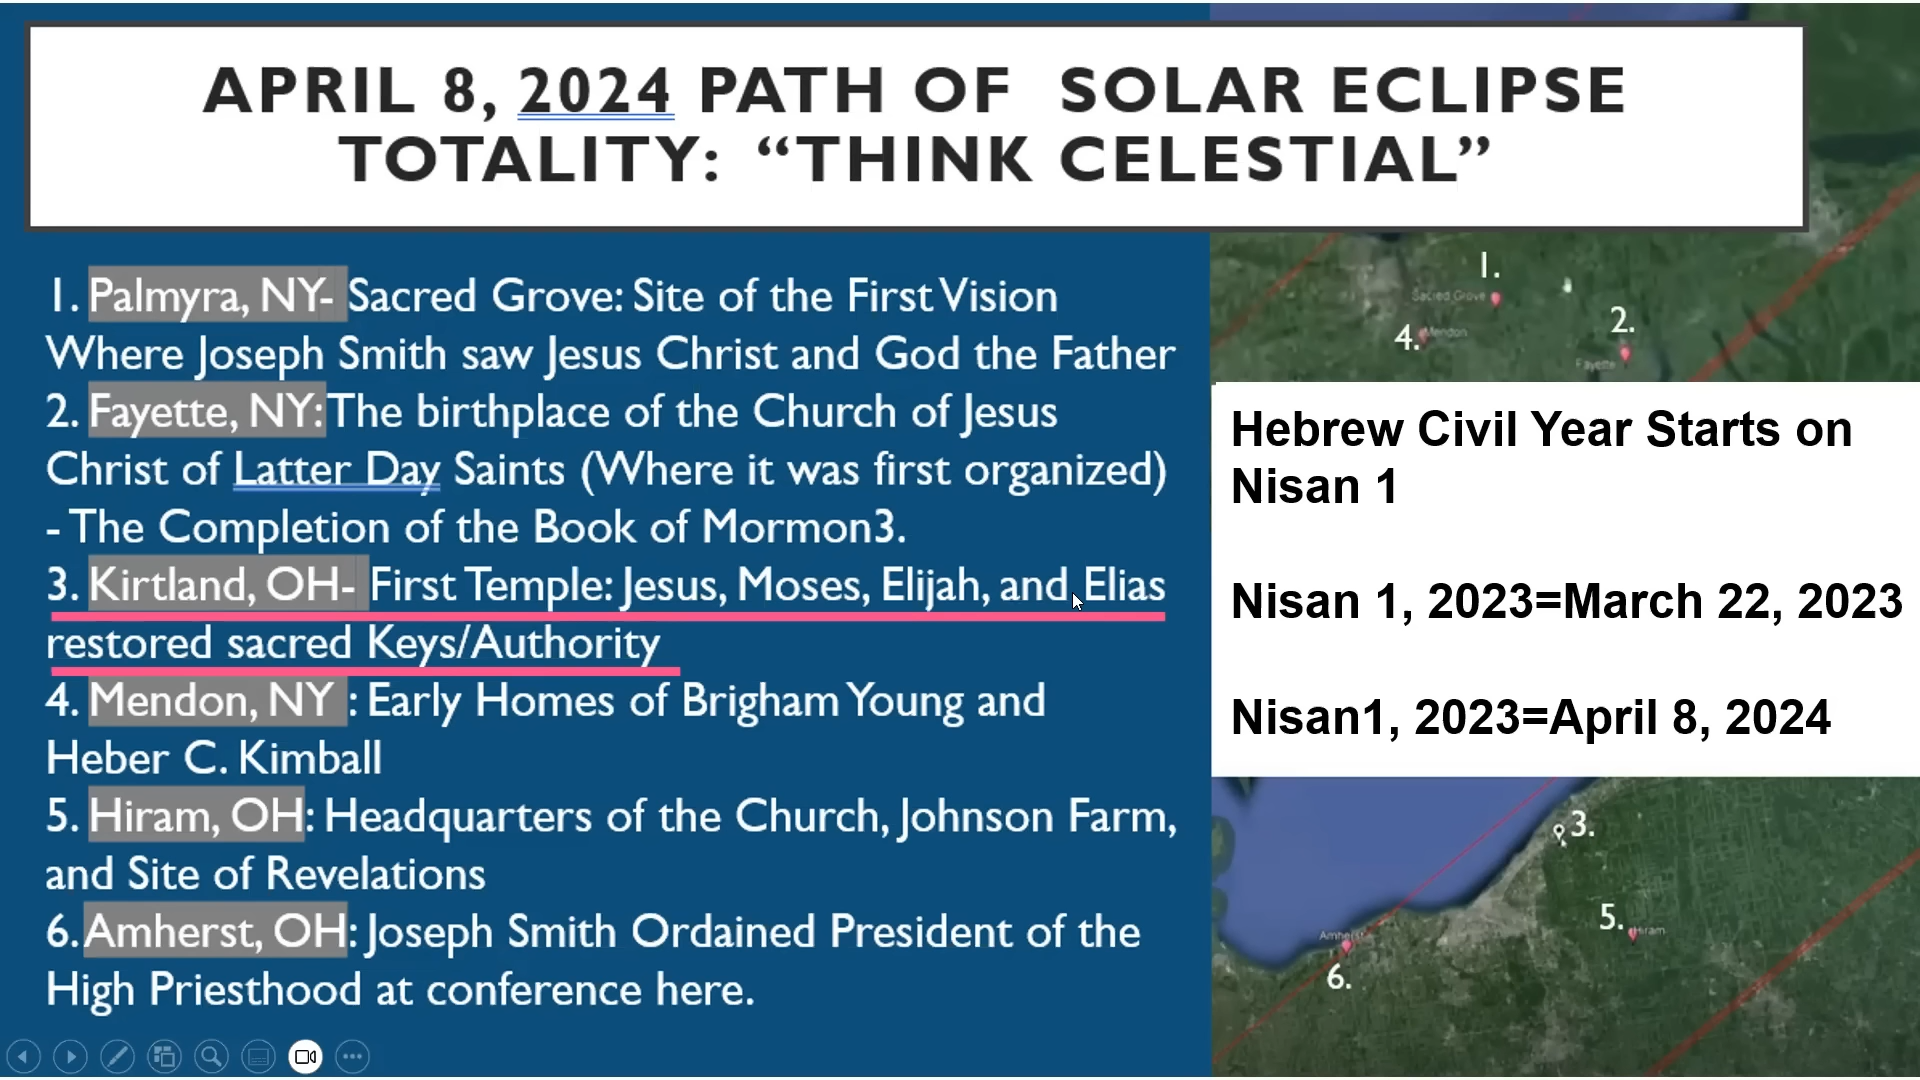 APRIL 8, 2024 PATH OF SOLAR ECLIPSE
TOTALITY: “THINK CELESTIAL”
1. Palmyra, NY- Sacred Grove: Site of the First Vision
Where Joseph Smith saw Jesus Christ and God the Father
2. Fayette, NY: The birthplace of the Church of Jesus
Christ of Latter Day Saints (Where it was first organized)
- The Completion of the Book of Mormon3.
3. Kirtland, OH- First Temple: Jesus, Moses, Elijah, and Elias
restored sacred Keys/Authority
4. Mendon, NY : Early Homes of Brigham Young and
Heber C. Kimball
5. Hiram, OH: Headquarters of the Church, Johnson Farm,
and Site of Revelations
6. Amherst, OH: Joseph Smith Ordained President of the
High Priesthood at conference here.
1.
Sacred Grove
2.
4. Mendon
Fayette
Hebrew Civil Year Starts on
Nisan 1
Nisan 1, 2023=March 22, 2023
Nisan1, 2023=April 8, 2024
3.
5. Hiram
Amherst
6.